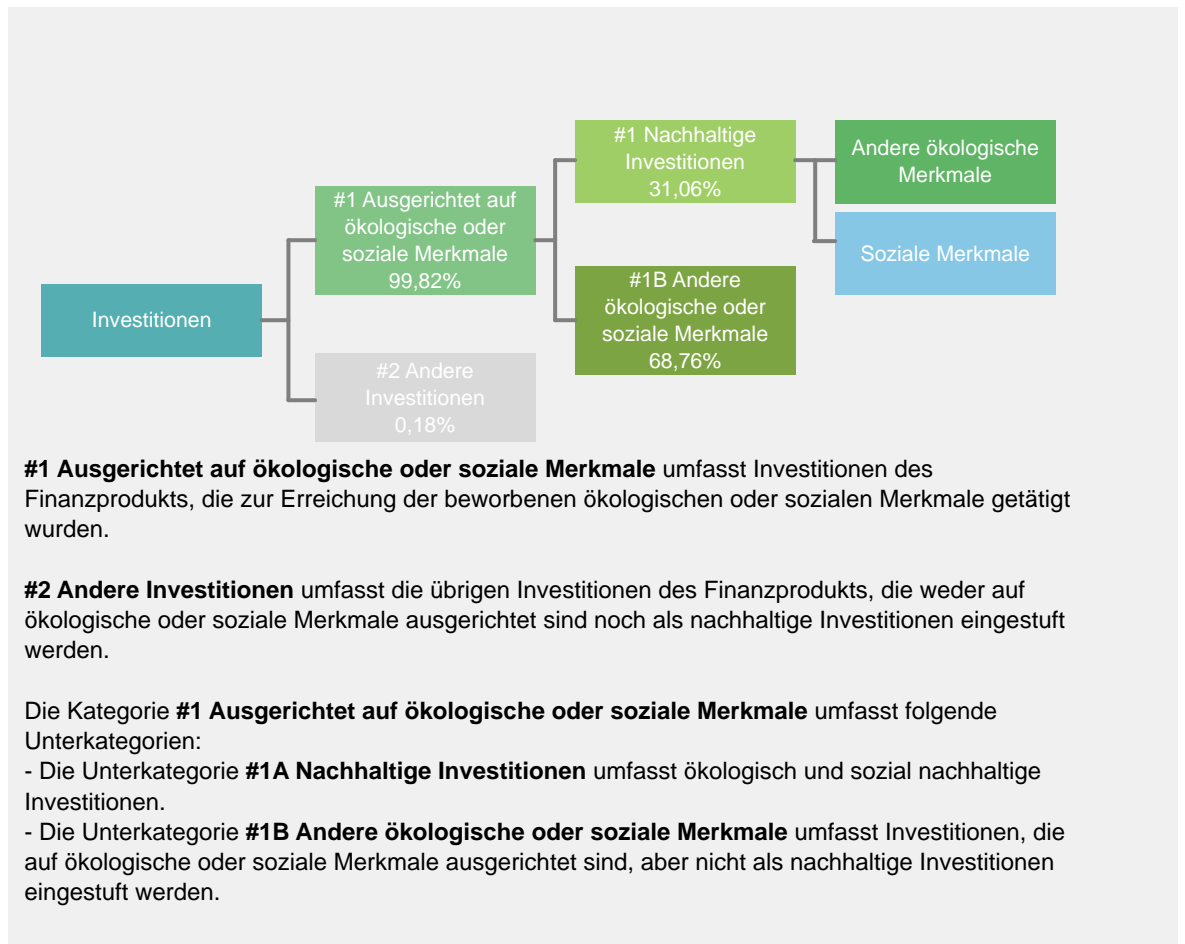 #1 Nachhaltige
Investitionen
31,06%
Andere ökologische
Merkmale
#1 Ausgerichtet auf
ökologische oder
soziale Merkmale
99,82%
Soziale Merkmale
#1B Andere
ökologische oder
soziale Merkmale
68,76%
Investitionen
#2 Andere
Investitionen
0,18%
#1 Ausgerichtet auf ökologische oder soziale Merkmale umfasst Investitionen des
Finanzprodukts, die zur Erreichung der beworbenen ökologischen oder sozialen Merkmale getätigt
wurden.
#2 Andere Investitionen umfasst die übrigen Investitionen des Finanzprodukts, die weder auf
ökologische oder soziale Merkmale ausgerichtet sind noch als nachhaltige Investitionen eingestuft
werden.
Die Kategorie #1 Ausgerichtet auf ökologische oder soziale Merkmale umfasst folgende
Unterkategorien:
- Die Unterkategorie #1A Nachhaltige Investitionen umfasst ökologisch und sozial nachhaltige
Investitionen.
- Die Unterkategorie #1B Andere ökologische oder soziale Merkmale umfasst Investitionen, die
auf ökologische oder soziale Merkmale ausgerichtet sind, aber nicht als nachhaltige Investitionen
eingestuft werden.